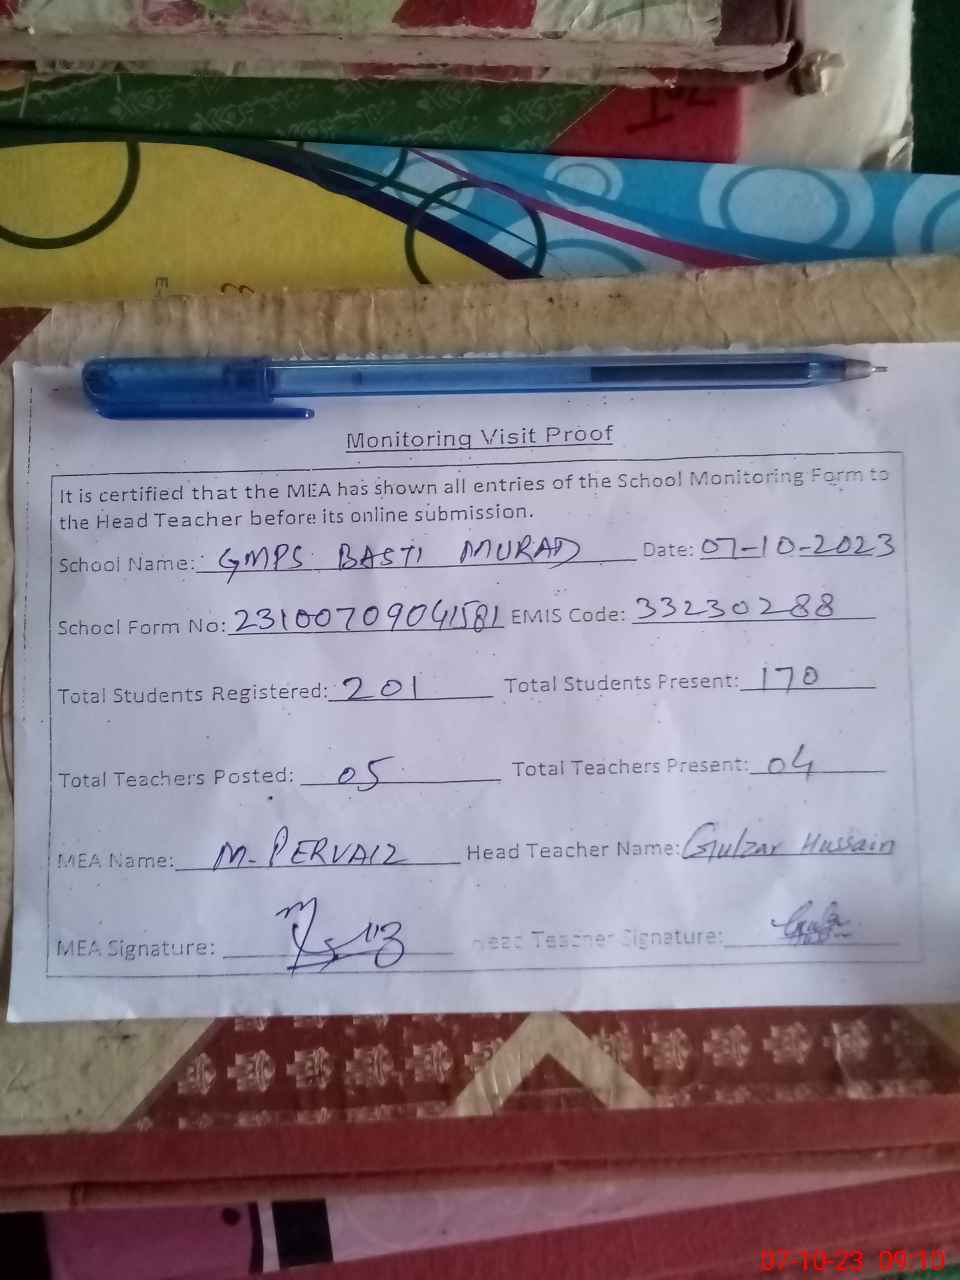 Monitoring Visit Proof
It is certified that the MEA has shown all entries of the School Monitoring Form to
the Head Teacher before its online submission.
School Name: GMPS BASTI MURAD Date: 07-10-2023
School Form No: 23100709041581 EMIS Code: 33230288
Total Students Registered: 201 Total Students Present: 170
Total Teachers Posted: 05 Total Teachers Present: 04
MEA Name: M. PERVAIZ Head Teacher Name: Gulzar Hussain
MEA Signature: Head Teacher Signature:
07-10-23 09:10